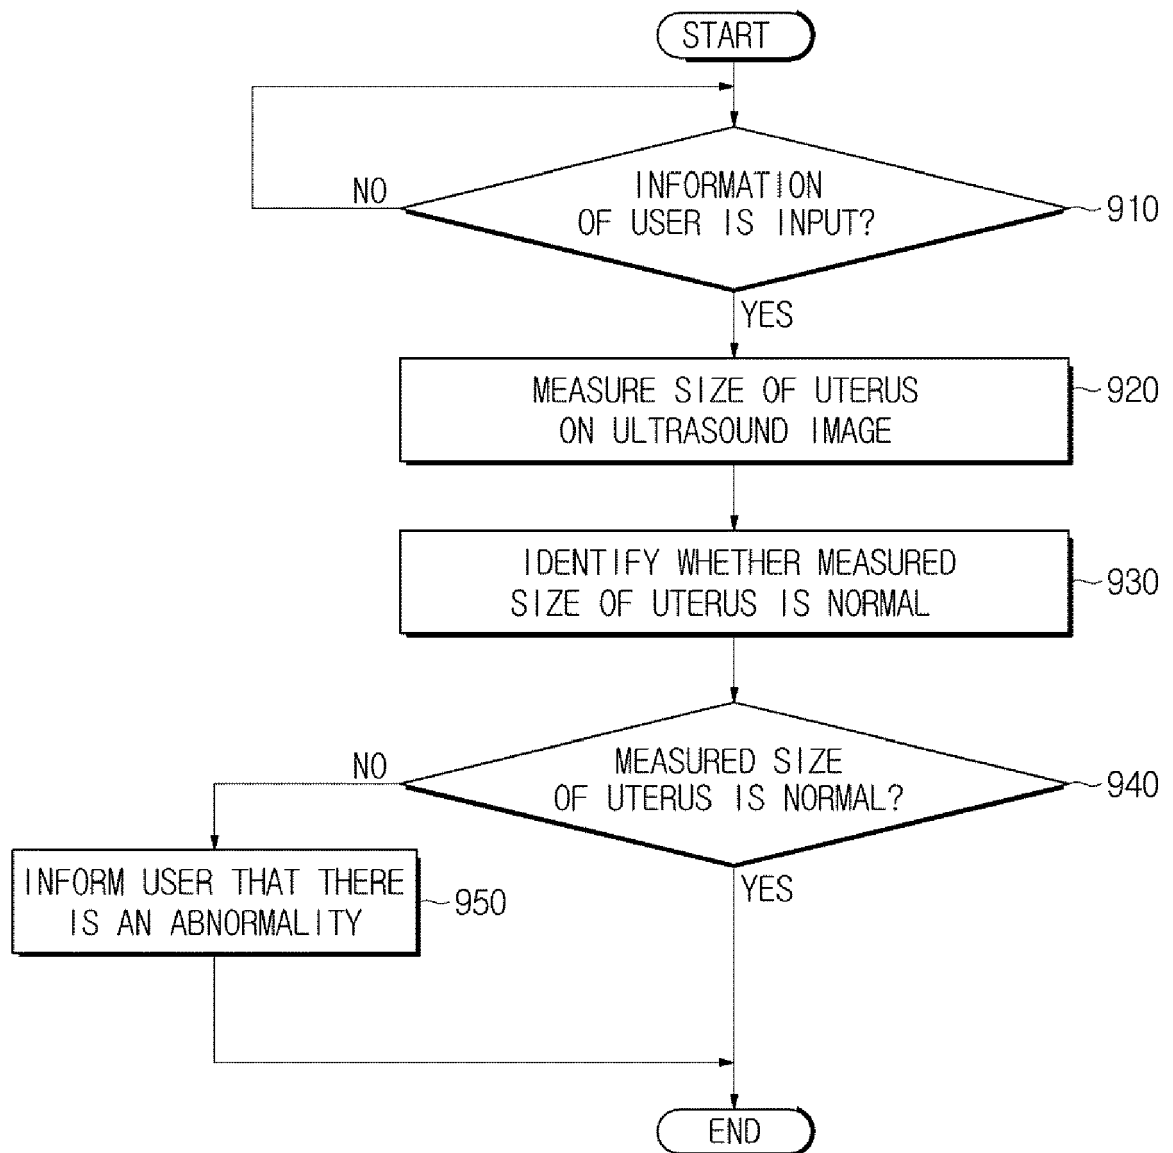 START
NO
INFORMATION
OF USER IS INPUT?
910
YES
MEASURE SIZE OF UTERUS
ON ULTRASOUND IMAGE
920
IDENTIFY WHETHER MEASURED
SIZE OF UTERUS IS NORMAL
930
NO
MEASURED SIZE
OF UTERUS IS NORMAL?
940
INFORM USER THAT THERE
IS AN ABNORMALITY
950
YES
END